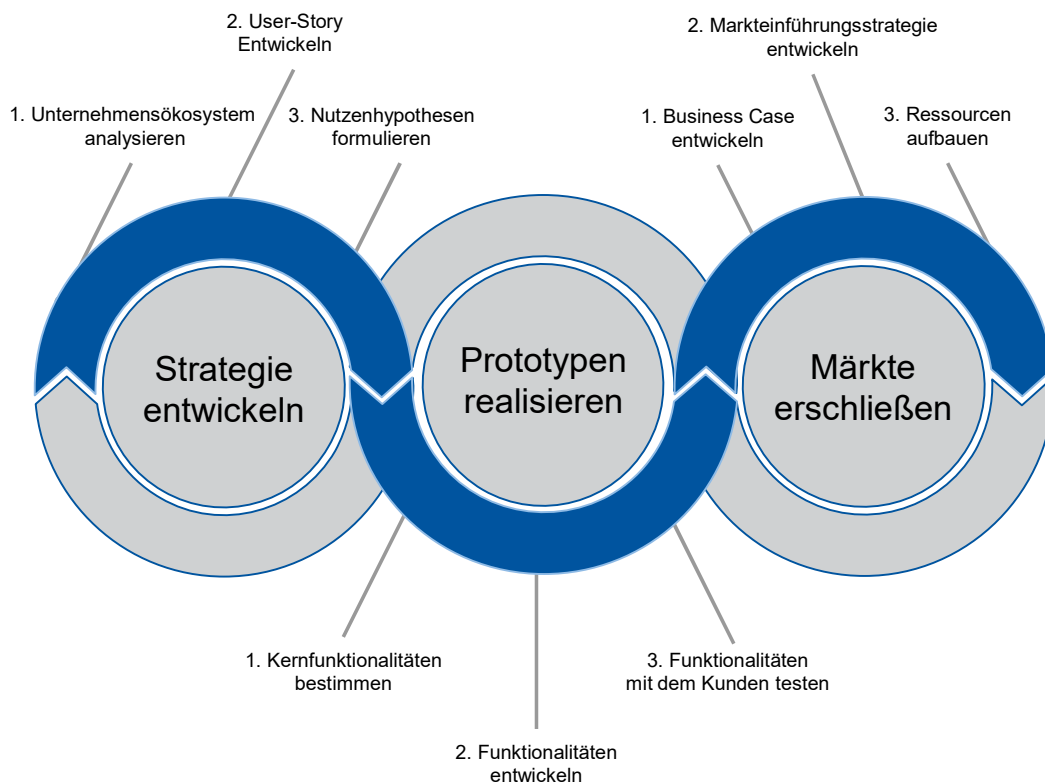 2. User-Story
Entwickeln
1. Unternehmensökosystem
analysieren
3. Nutzenhypothesen
formulieren
2. Markteinführungsstrategie
entwickeln
1. Business Case
entwickeln
3. Ressourcen
aufbauen
Strategie
entwickeln
Prototypen
realisieren
Märkte
erschließen
1. Kernfunktionalitäten
bestimmen
2. Funktionalitäten
entwickeln
3. Funktionalitäten
mit dem Kunden testen